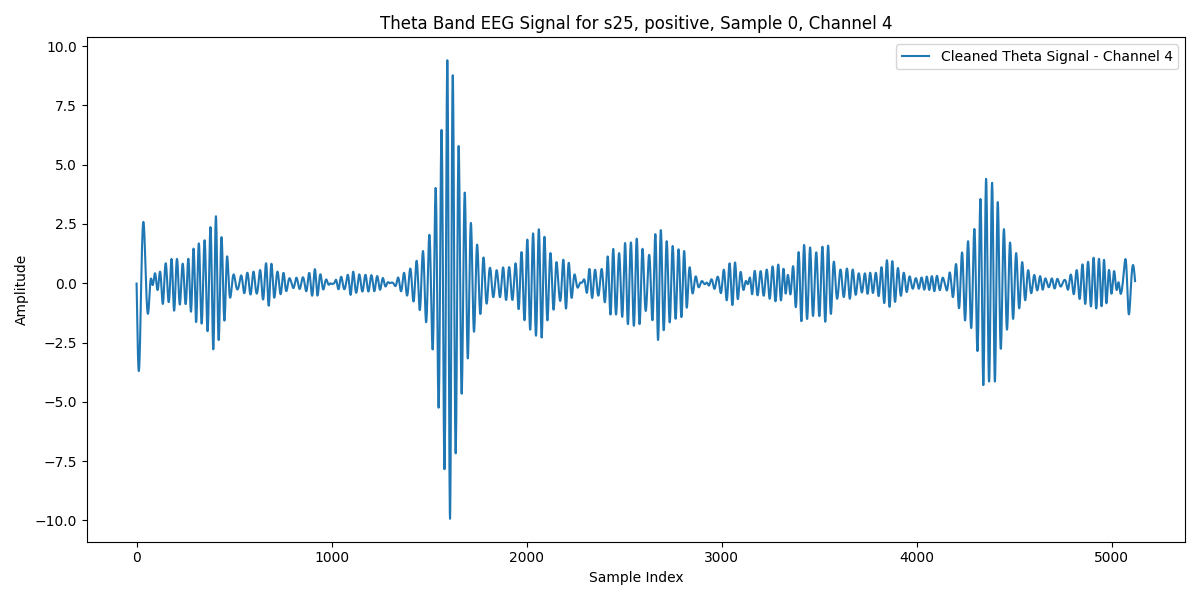 Theta Band EEG Signal for s25, positive, Sample 0, Channel 4
Cleaned Theta Signal - Channel 4
10.0
7.5
5.0
2.5
0.0
−2.5
−5.0
−7.5
−10.0
Amplitude
0 1000 2000 3000 4000 5000
Sample Index